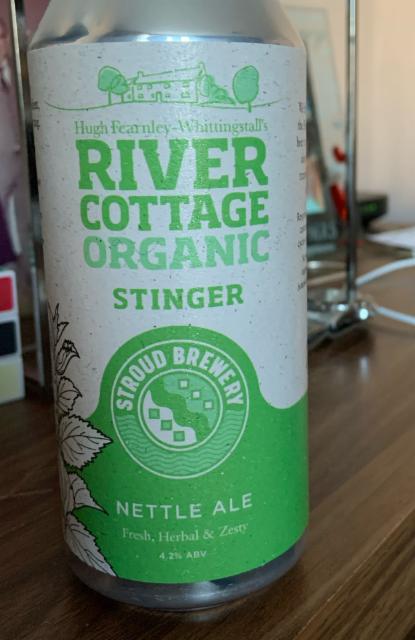 Hugh Fearnley-Whittingstall's
RIVER
COTTAGE
ORGANIC
STINGER
STROUD BREWERY
NETTLE ALE
Fresh, Herbal & Zesty
4.2% ABV